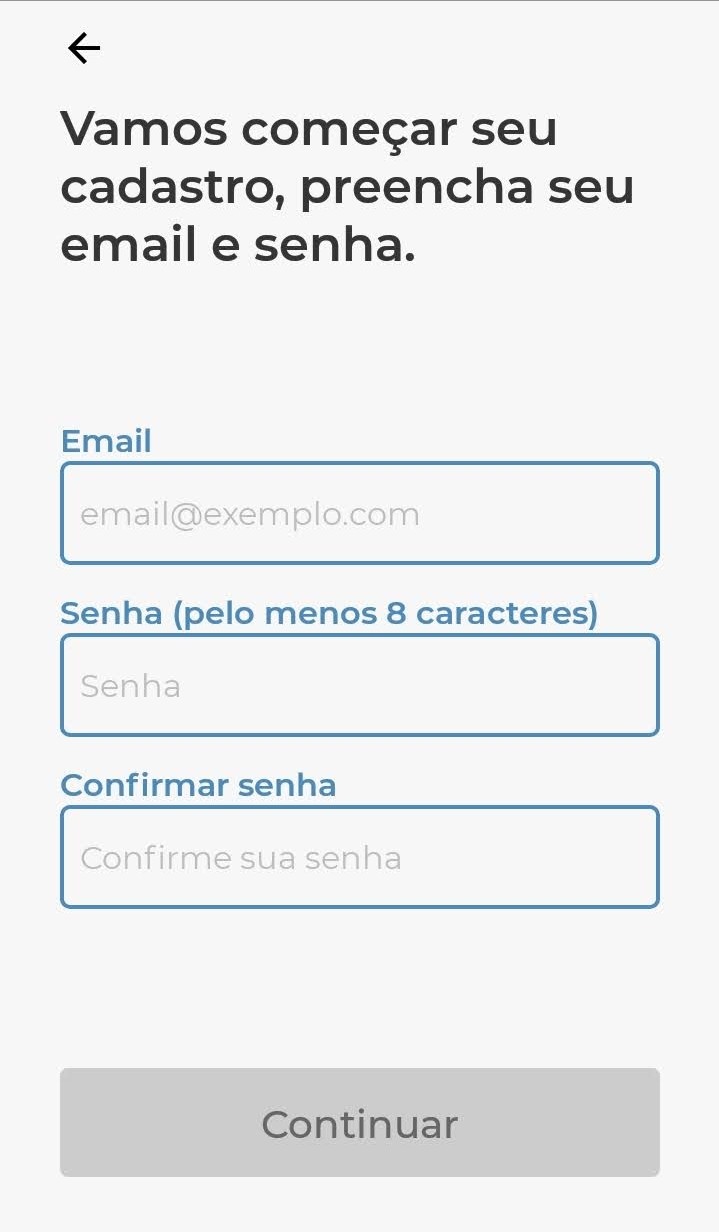 Vamos começar seu
cadastro, preencha seu
email e senha.
Email
email@exemplo.com
Senha (pelo menos 8 caracteres)
Senha
Confirmar senha
Confirme sua senha
Continuar